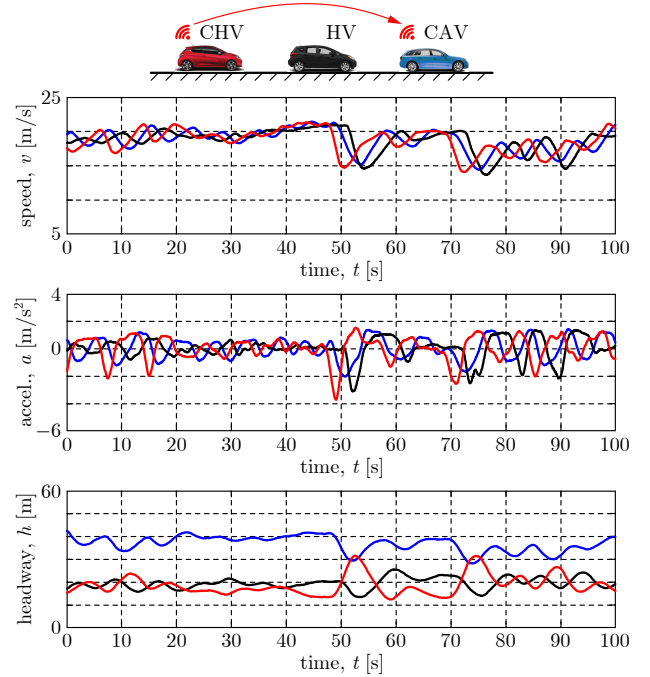 CHV HV CAV
25
speed, v [m/s]
5
0 10 20 30 40 50 60 70 80 90 100
time, t [s]
4
0
accel., a [m/s²]
−6
0 10 20 30 40 50 60 70 80 90 100
time, t [s]
60
headway, h [m]
0
0 10 20 30 40 50 60 70 80 90 100
time, t [s]